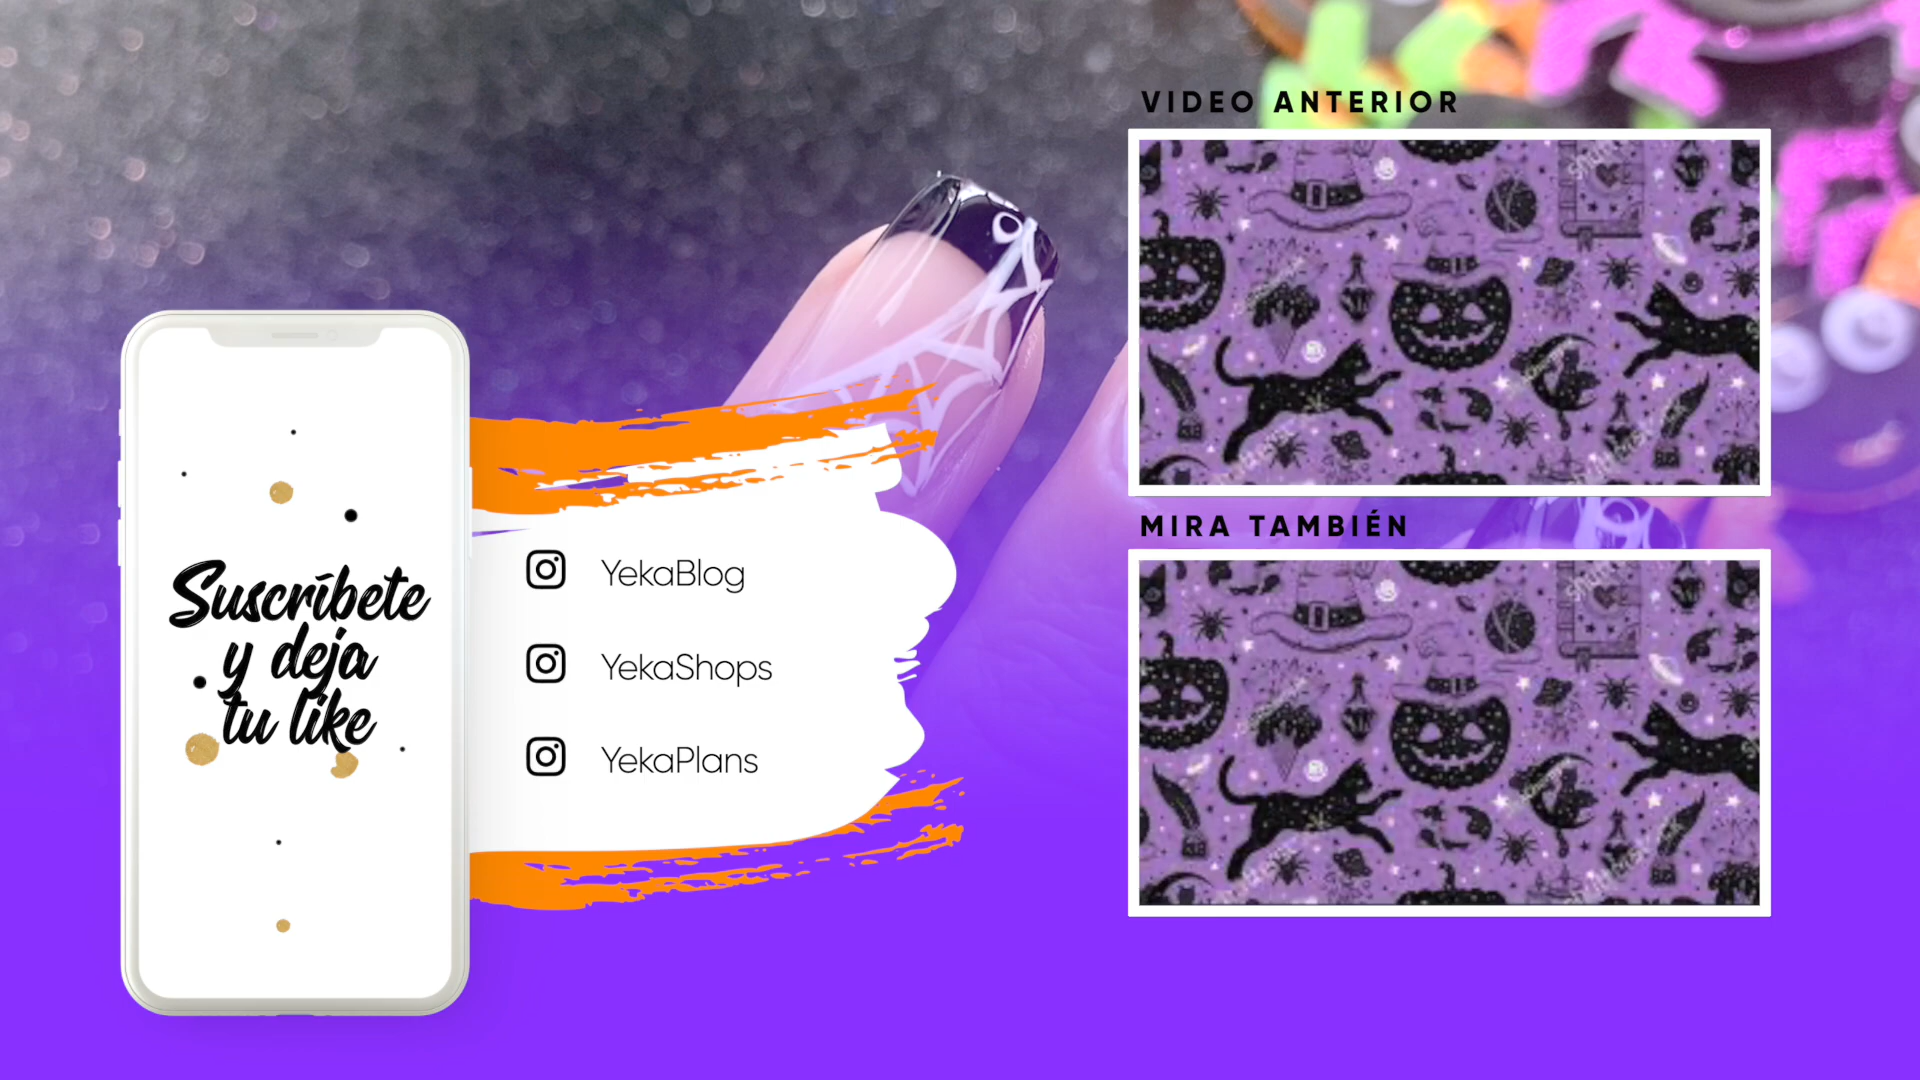 VIDEO ANTERIOR
MIRA TAMBIÉN
Suscríbete
y deja
tu like
YekaBlog
YekaShops
YekaPlans